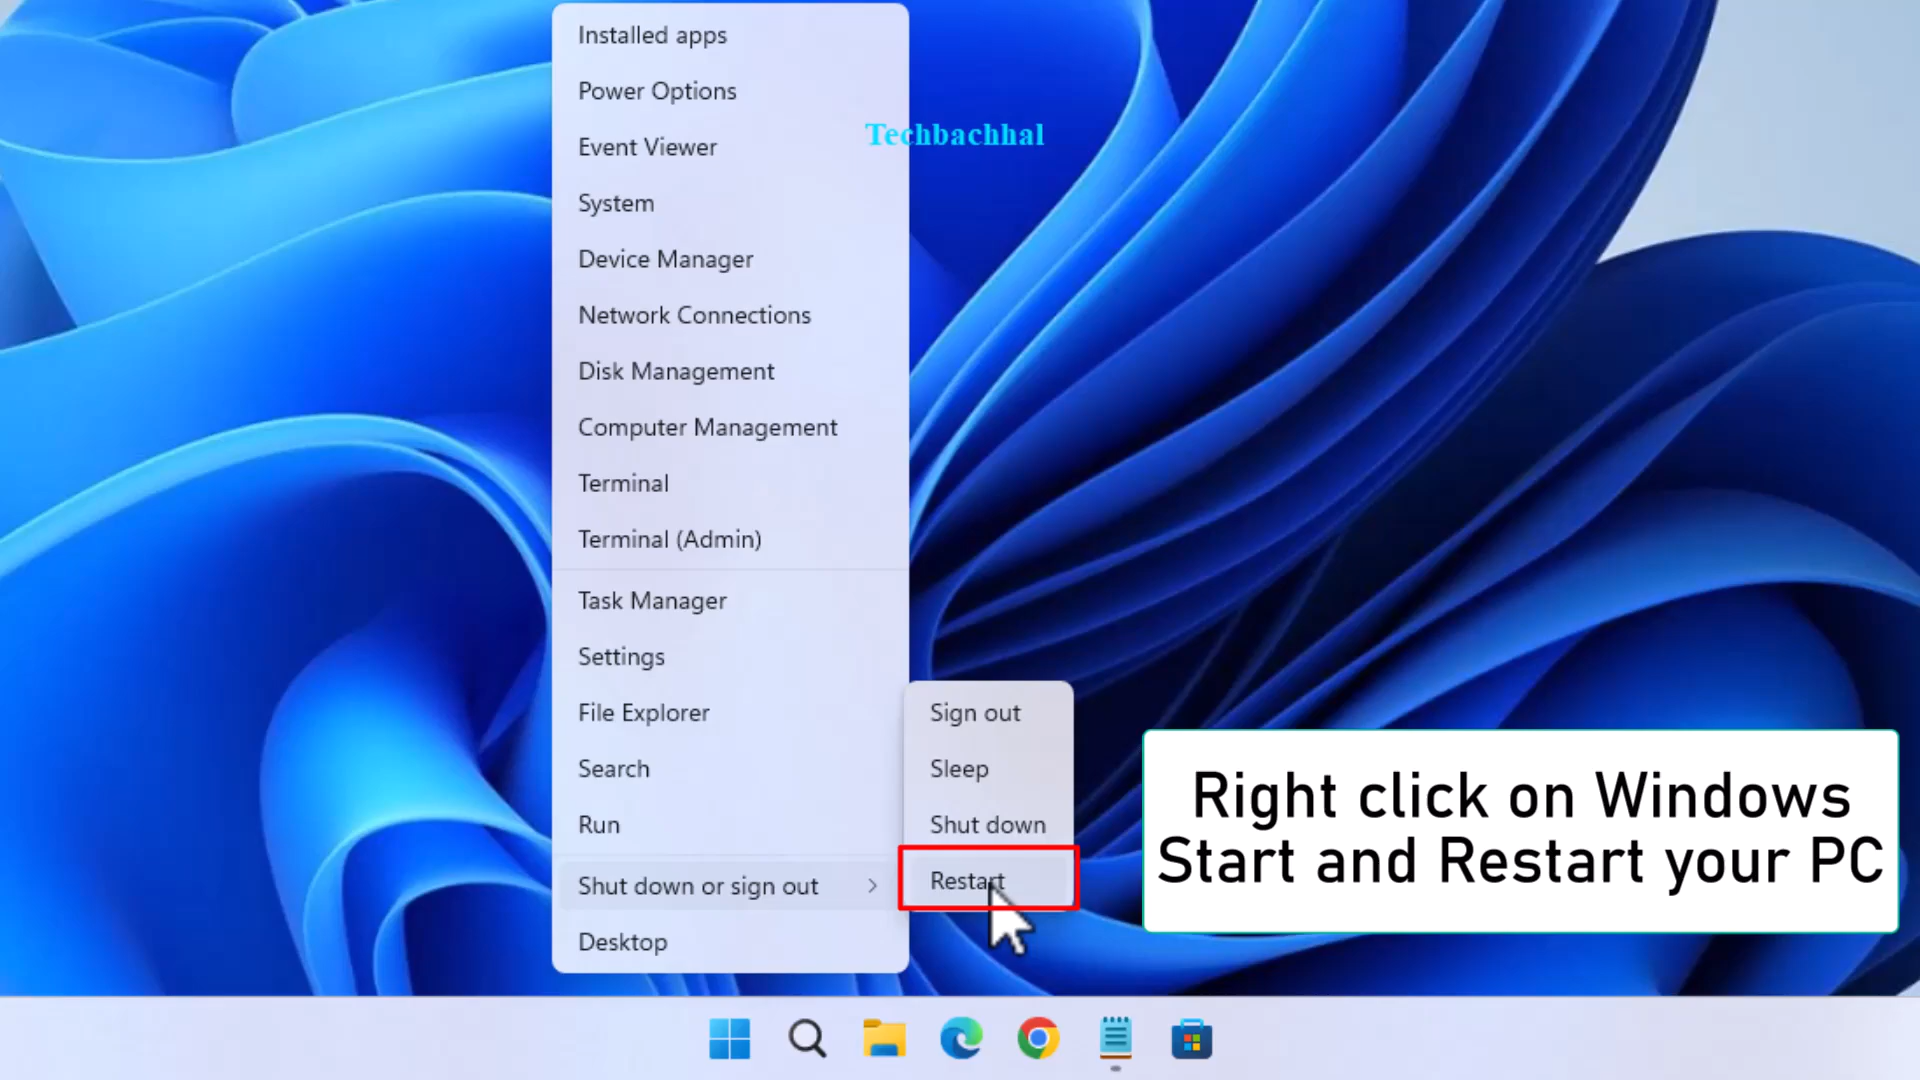 Installed apps
Power Options
Techbachhal
Event Viewer
System
Device Manager
Network Connections
Disk Management
Computer Management
Terminal
Terminal (Admin)
Task Manager
Settings
File Explorer
Search
Run
Shut down or sign out
Desktop
Sign out
Sleep
Shut down
Restart
Right click on Windows
Start and Restart your PC